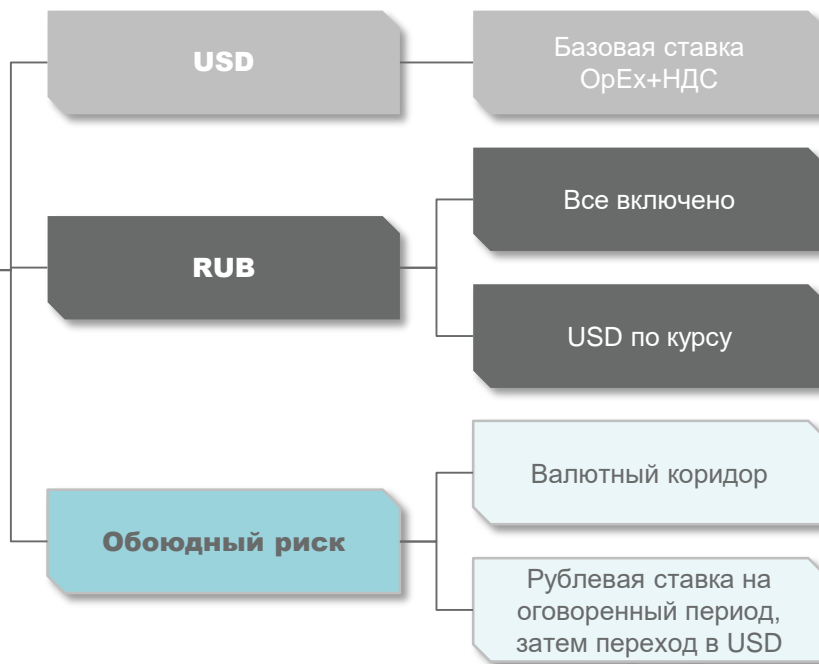 USD
Базовая ставка
OpEx+НДС
RUB
Все включено
USD по курсу
Обоюдный риск
Валютный коридор
Рублевая ставка на
оговоренный период,
затем переход в USD